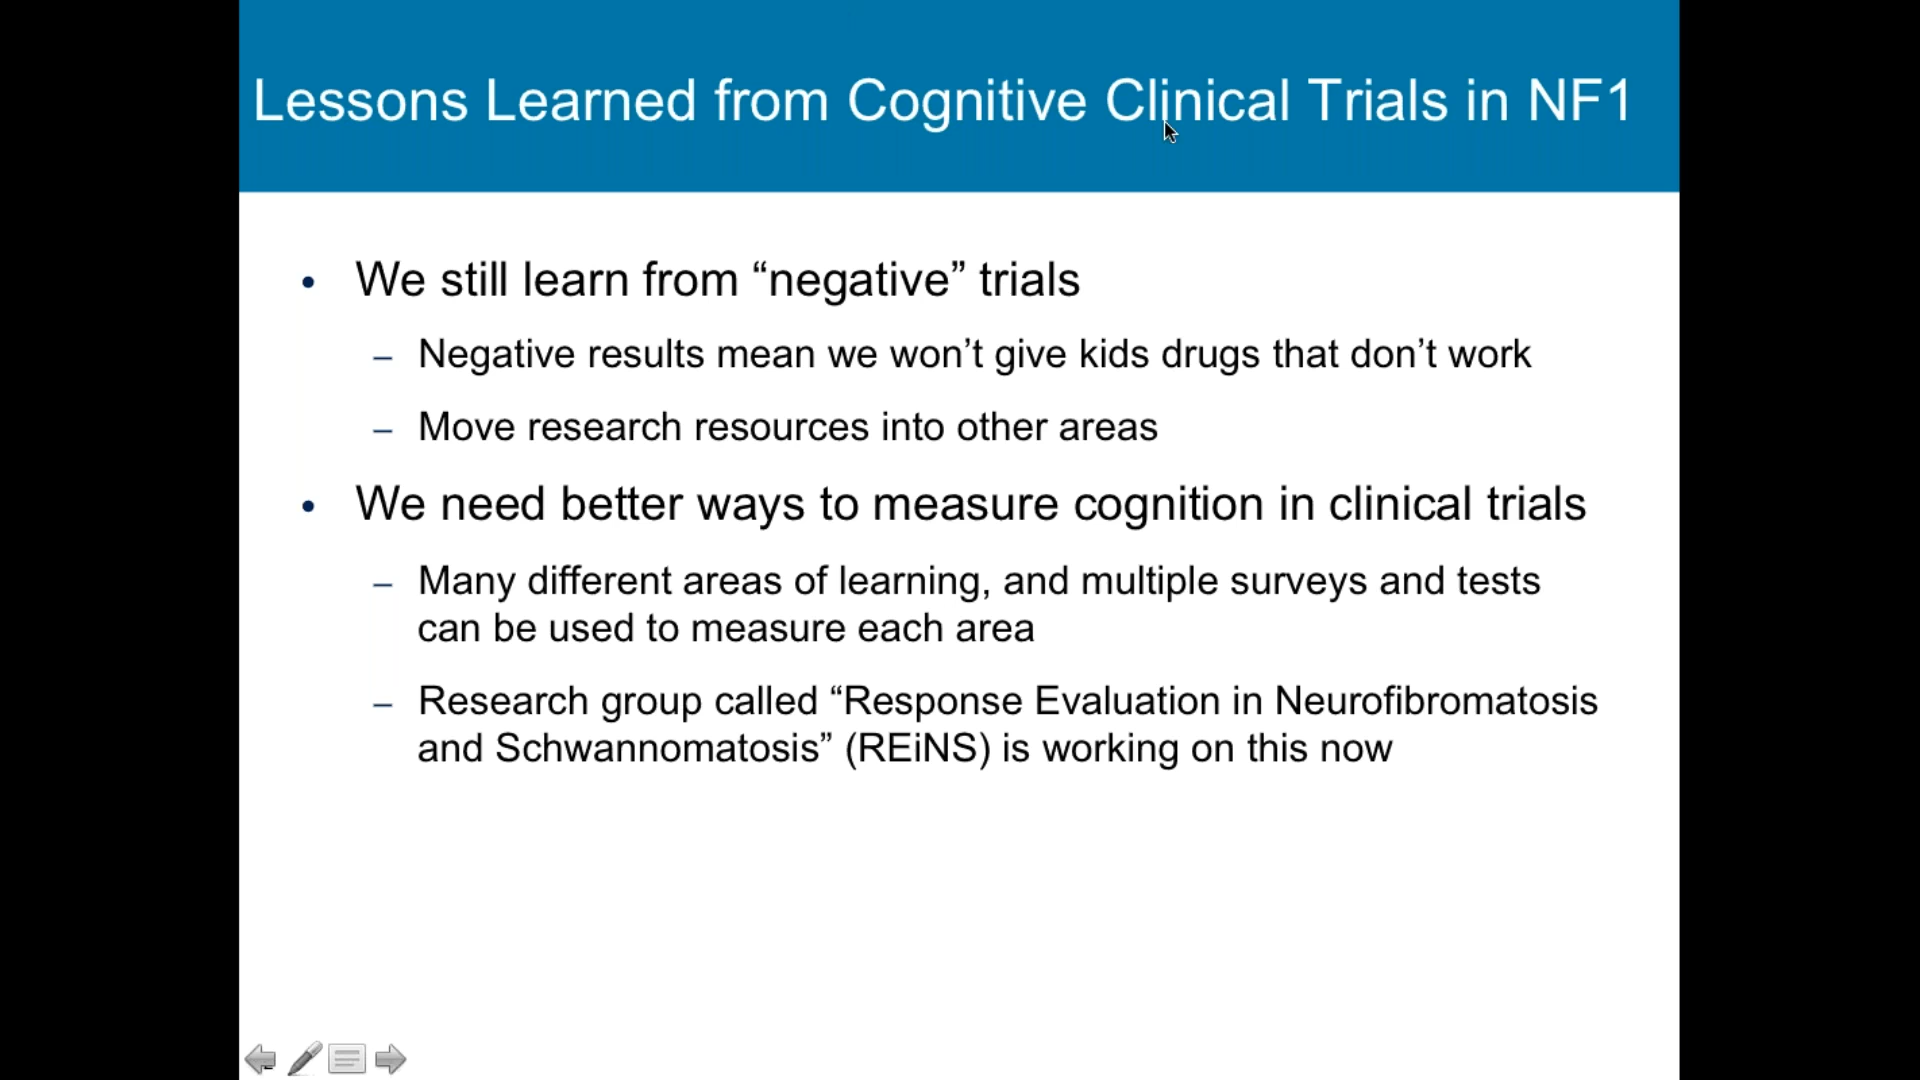 Lessons Learned from Cognitive Clinical Trials in NF1
• We still learn from “negative” trials
– Negative results mean we won’t give kids drugs that don’t work
– Move research resources into other areas
• We need better ways to measure cognition in clinical trials
– Many different areas of learning, and multiple surveys and tests
can be used to measure each area
– Research group called “Response Evaluation in Neurofibromatosis
and Schwannomatosis” (REiNS) is working on this now